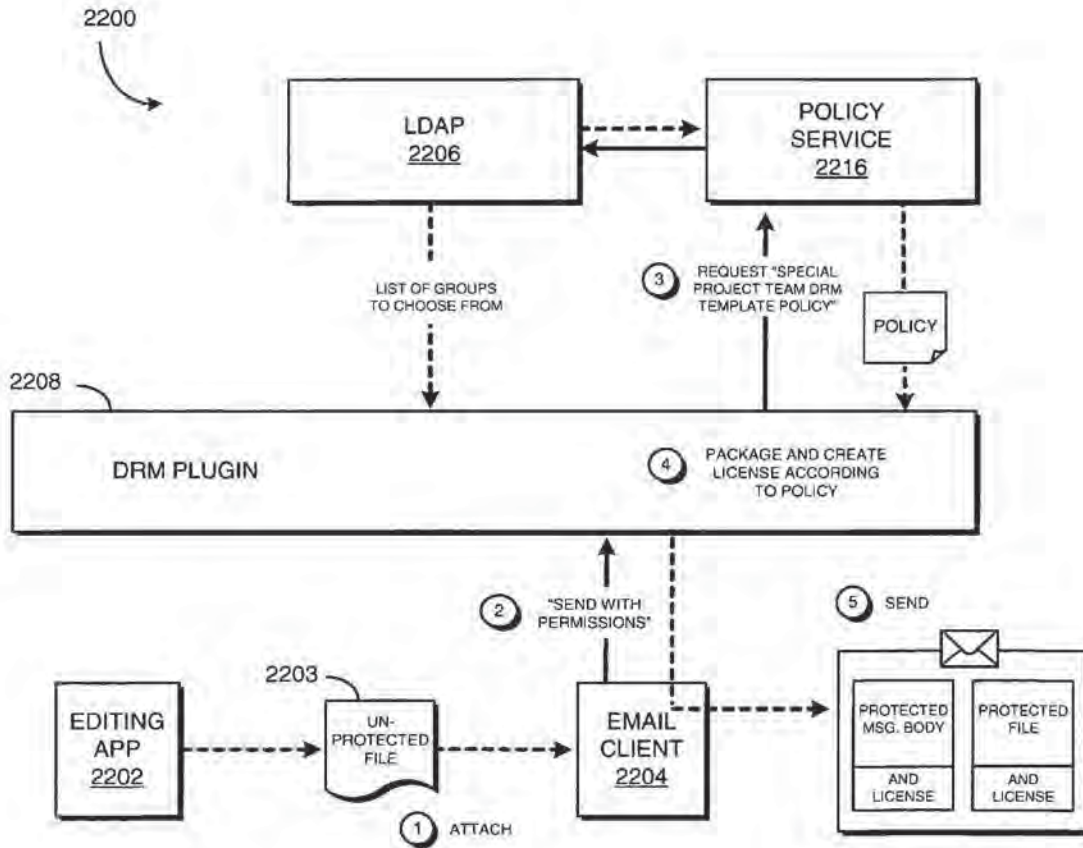 2200
LDAP
2206
POLICY
SERVICE
2216
LIST OF GROUPS
TO CHOOSE FROM
3
REQUEST "SPECIAL
PROJECT TEAM DRM
TEMPLATE POLICY"
POLICY
2208
DRM PLUGIN
4
PACKAGE AND CREATE
LICENSE ACCORDING
TO POLICY
2
"SEND WITH
PERMISSIONS"
5
SEND
2203
EDITING
APP
2202
UN-
PROTECTED
FILE
EMAIL
CLIENT
2204
PROTECTED
MSG. BODY
AND
LICENSE
PROTECTED
FILE
AND
LICENSE
1
ATTACH